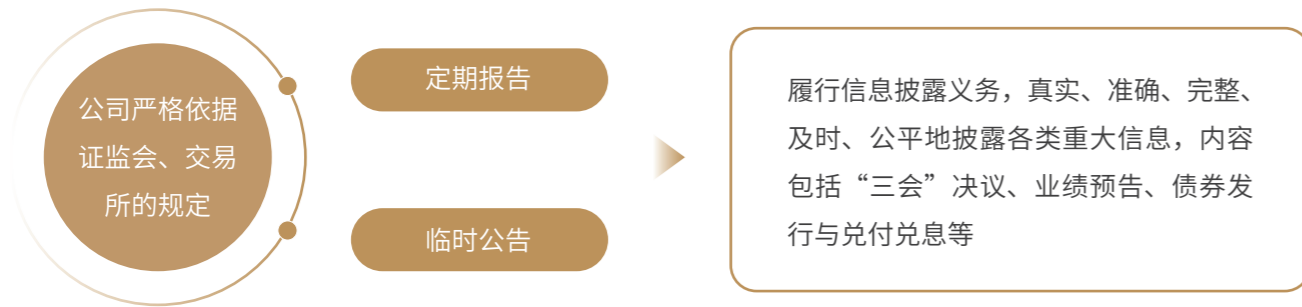 公司严格依据
证监会、交易
所的规定
定期报告
临时公告
履行信息披露义务，真实、准确、完整、
及时、公平地披露各类重大信息，内容
包括“三会”决议、业绩预告、债券发
行与兑付兑息等